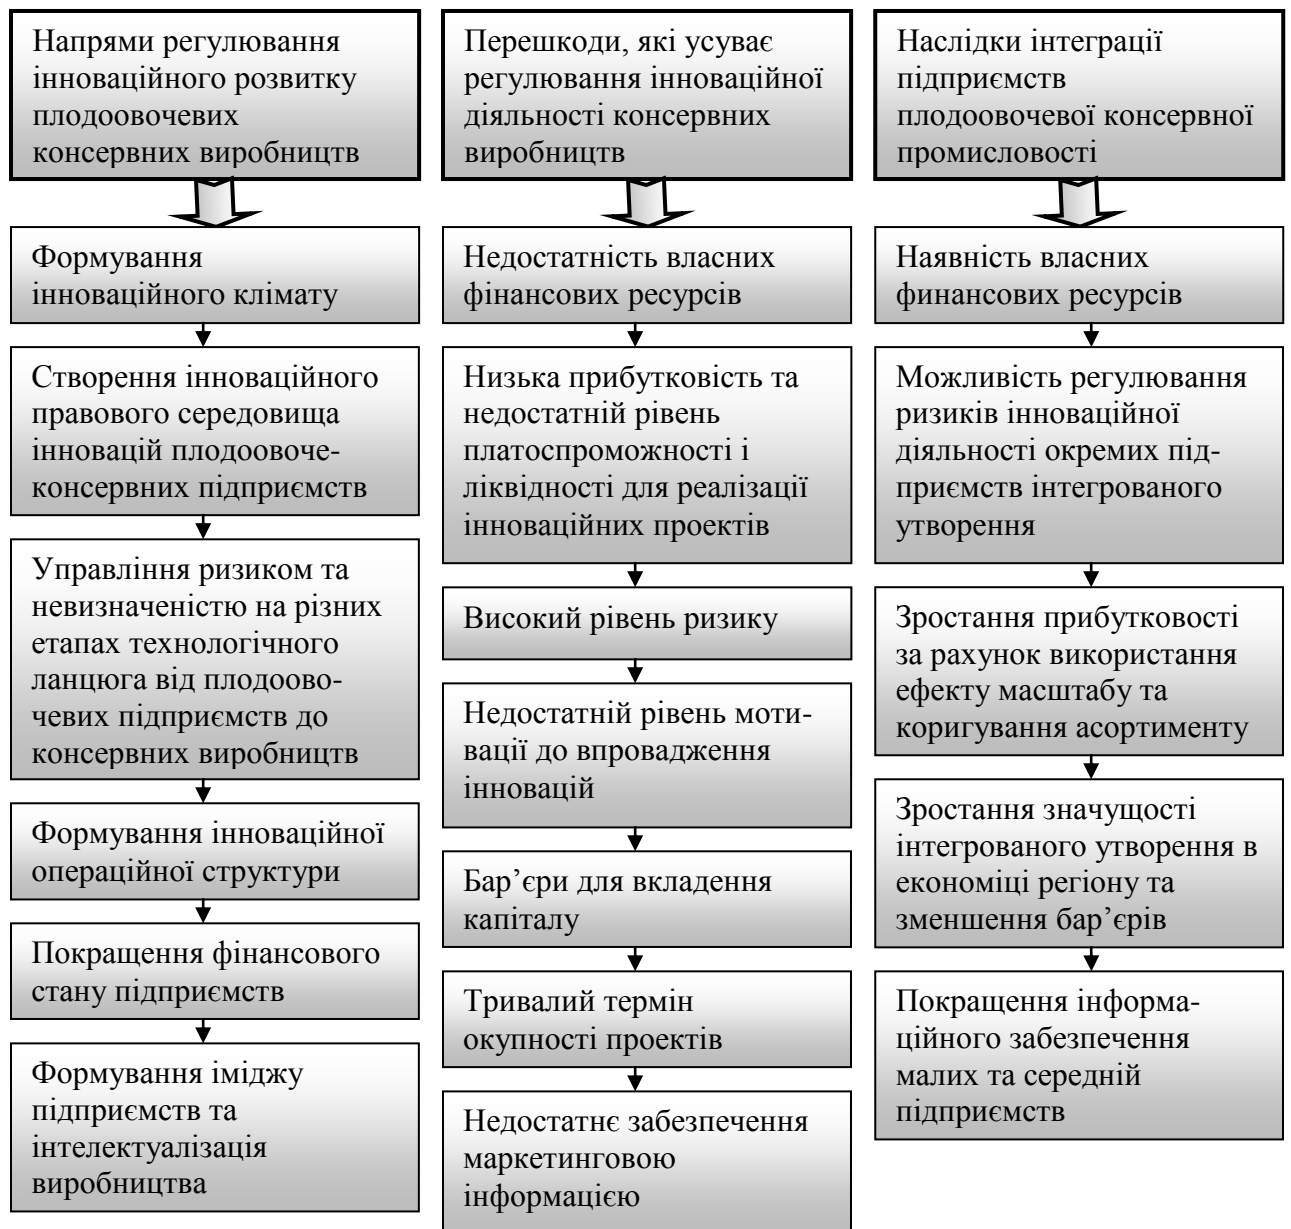 Напрями регулювання
інноваційного розвитку
плодоовочевих
консервних виробництв
Формування
інноваційного клімату
Створення інноваційного
правового середовища
інновацій плодоовоче-
консервних підприємств
Управління ризиком та
невизначеністю на різних
етапах технологічного
ланцюга від плодоово-
чевих підприємств до
консервних виробництв
Формування інноваційної
операційної структури
Покращення фінансового
стану підприємств
Формування іміджу
підприємств та
інтелектуалізація
виробництва
Перешкоди, які усуває
регулювання інноваційної
діяльності консервних
виробництв
Недостатність власних
фінансових ресурсів
Низька прибутковість та
недостатній рівень
платоспроможності і
ліквідності для реалізації
інноваційних проектів
Високий рівень ризику
Недостатній рівень моти-
вації до впровадження
інновацій
Бар’єри для вкладення
капіталу
Тривалий термін
окупності проектів
Недостатнє забезпечення
маркетинговою
інформацією
Наслідки інтеграції
підприємств
плодоовочевої консервної
промисловості
Наявність власних
финансових ресурсів
Можливість регулювання
ризиків інноваційної
діяльності окремих під-
приємств інтегрованого
утворення
Зростання прибутковості
за рахунок використання
ефекту масштабу та
коригування асортименту
Зростання значущості
інтегрованого утворення в
економіці регіону та
зменшення бар’єрів
Покращення інформа-
ційного забезпечення
малих та середній
підприємств